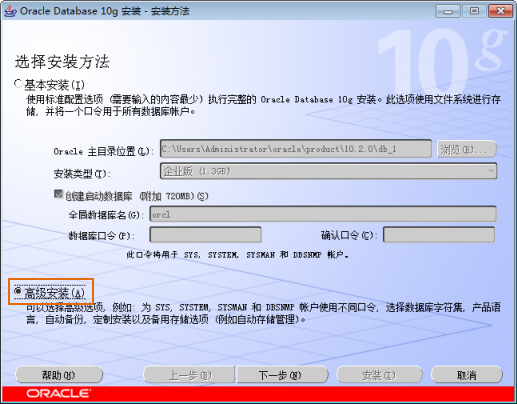 Oracle Database 10g 安装 - 安装方法
10g
选择安装方法
基本安装(I)
使用标准配置选项 (需要输入的内容最少) 执行完整的 Oracle Database 10g 安装。此选项使用文件系统进行存
储，并将一个口令用于所有数据库帐户。
Oracle 主目录位置(L): C:\Users\Administrator\oracle\product\10.2.0\db_1 浏览(R)...
安装类型(T): 企业版 (1.3GB)
创建启动数据库 (附加 720MB)(S)
全局数据库名(G): orcl
数据库口令(P): 确认口令(C):
此口令将用于 SYS, SYSTEM, SYSMAN 和 DBSNMP 帐户。
高级安装(A)
可以选择高级选项，例如: 为 SYS, SYSTEM, SYSMAN 和 DBSNMP 帐户使用不同口令，选择数据库字符集，产品语
言，自动备份，定制安装以及备用存储选项 (例如自动存储管理)。
帮助(H) 上一步(B) 下一步(N) 安装(I) 取消
ORACLE